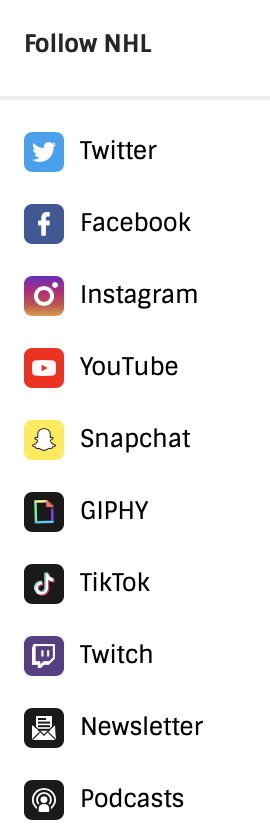 Follow NHL
Twitter
Facebook
Instagram
YouTube
Snapchat
GIPHY
TikTok
Twitch
Newsletter
Podcasts